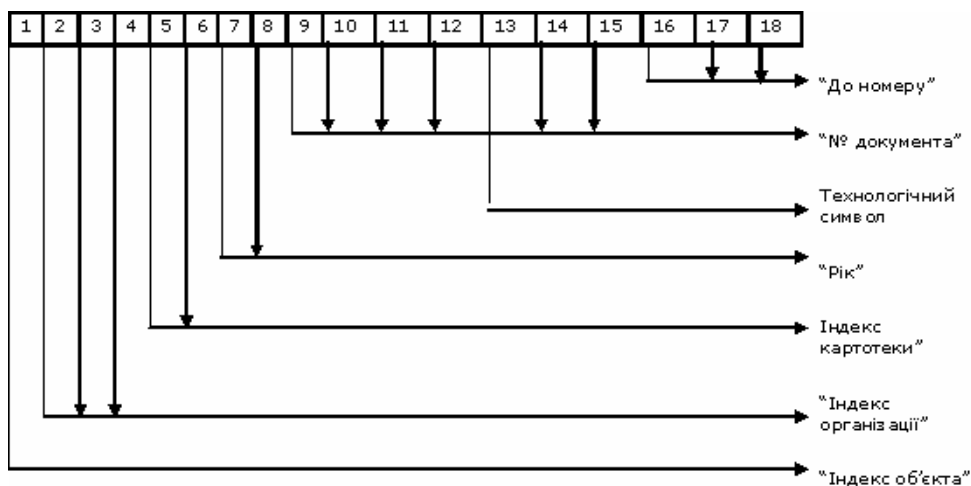 1 2 3 4 5 6 7 8 9 10 11 12 13 14 15 16 17 18
“До номеру”
“№ документа”
Технологічний
символ
“Рік”
Індекс
картотеки”
“Індекс
організації”
“Індекс об’єкта”